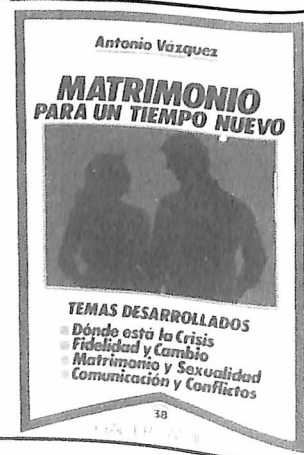 Antonio Vázquez
MATRIMONIO
PARA UN TIEMPO NUEVO
TEMAS DESARROLLADOS
Dónde está la Crisis
Fidelidad y Cambio
Matrimonio y Sexualidad
Comunicación y Conflictos
38